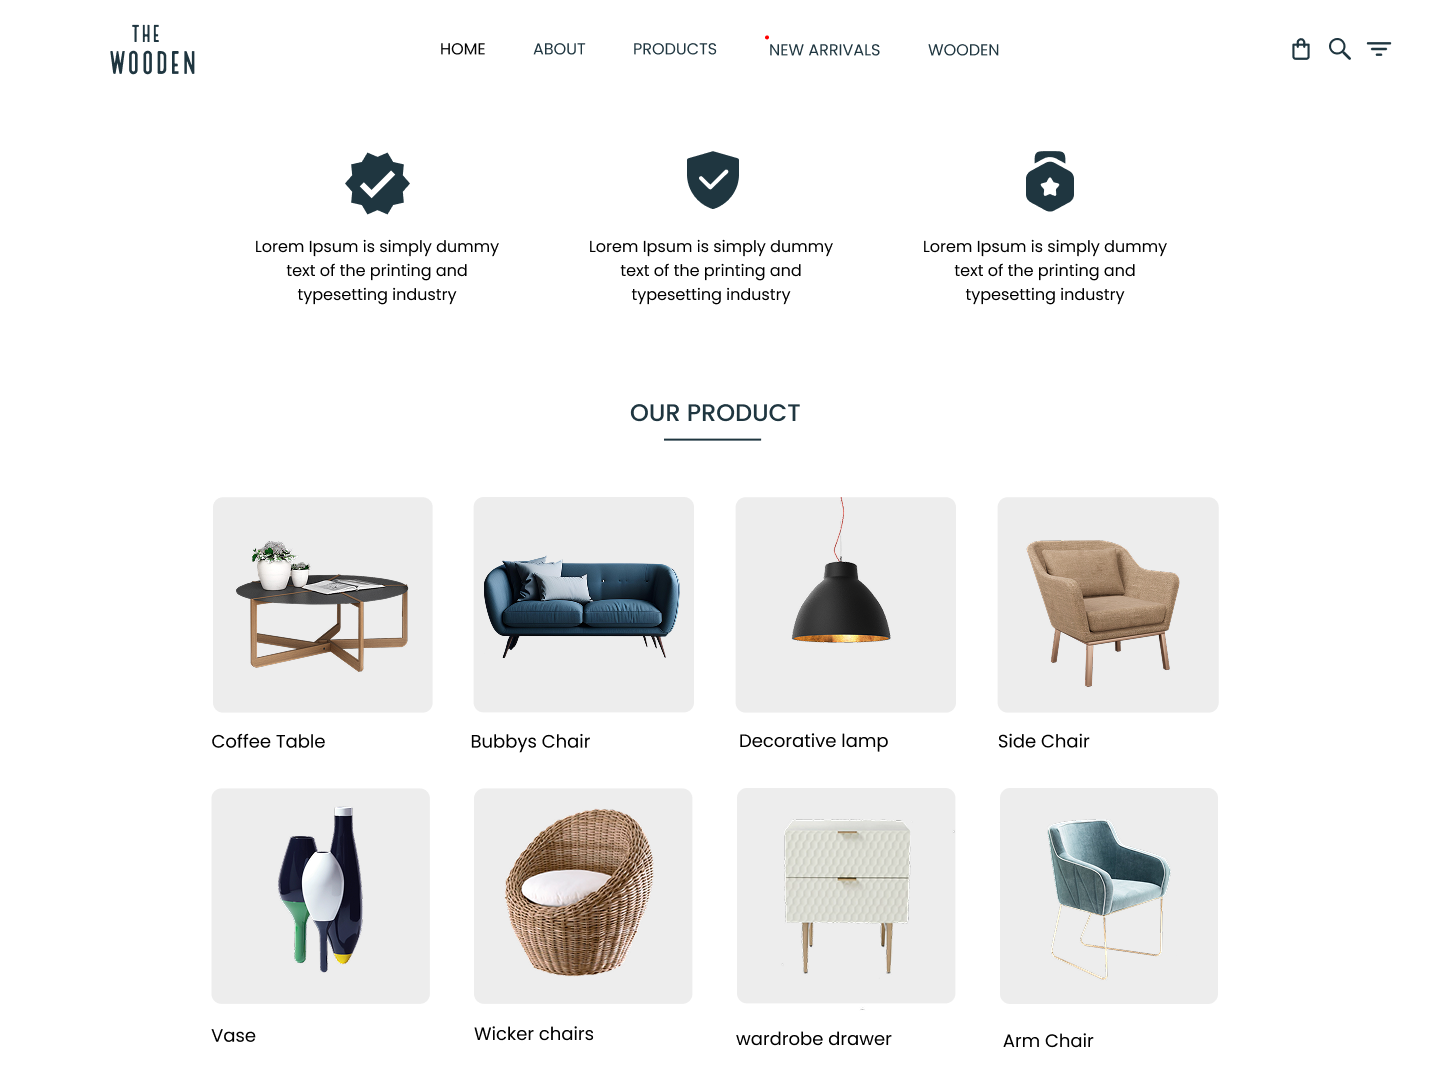 THE
WOODEN
HOME
ABOUT
PRODUCTS
NEW ARRIVALS
WOODEN
Lorem Ipsum is simply dummy
text of the printing and
typesetting industry
Lorem Ipsum is simply dummy
text of the printing and
typesetting industry
Lorem Ipsum is simply dummy
text of the printing and
typesetting industry
OUR PRODUCT
Coffee Table
Bubbys Chair
Decorative lamp
Side Chair
Vase
Wicker chairs
wardrobe drawer
Arm Chair